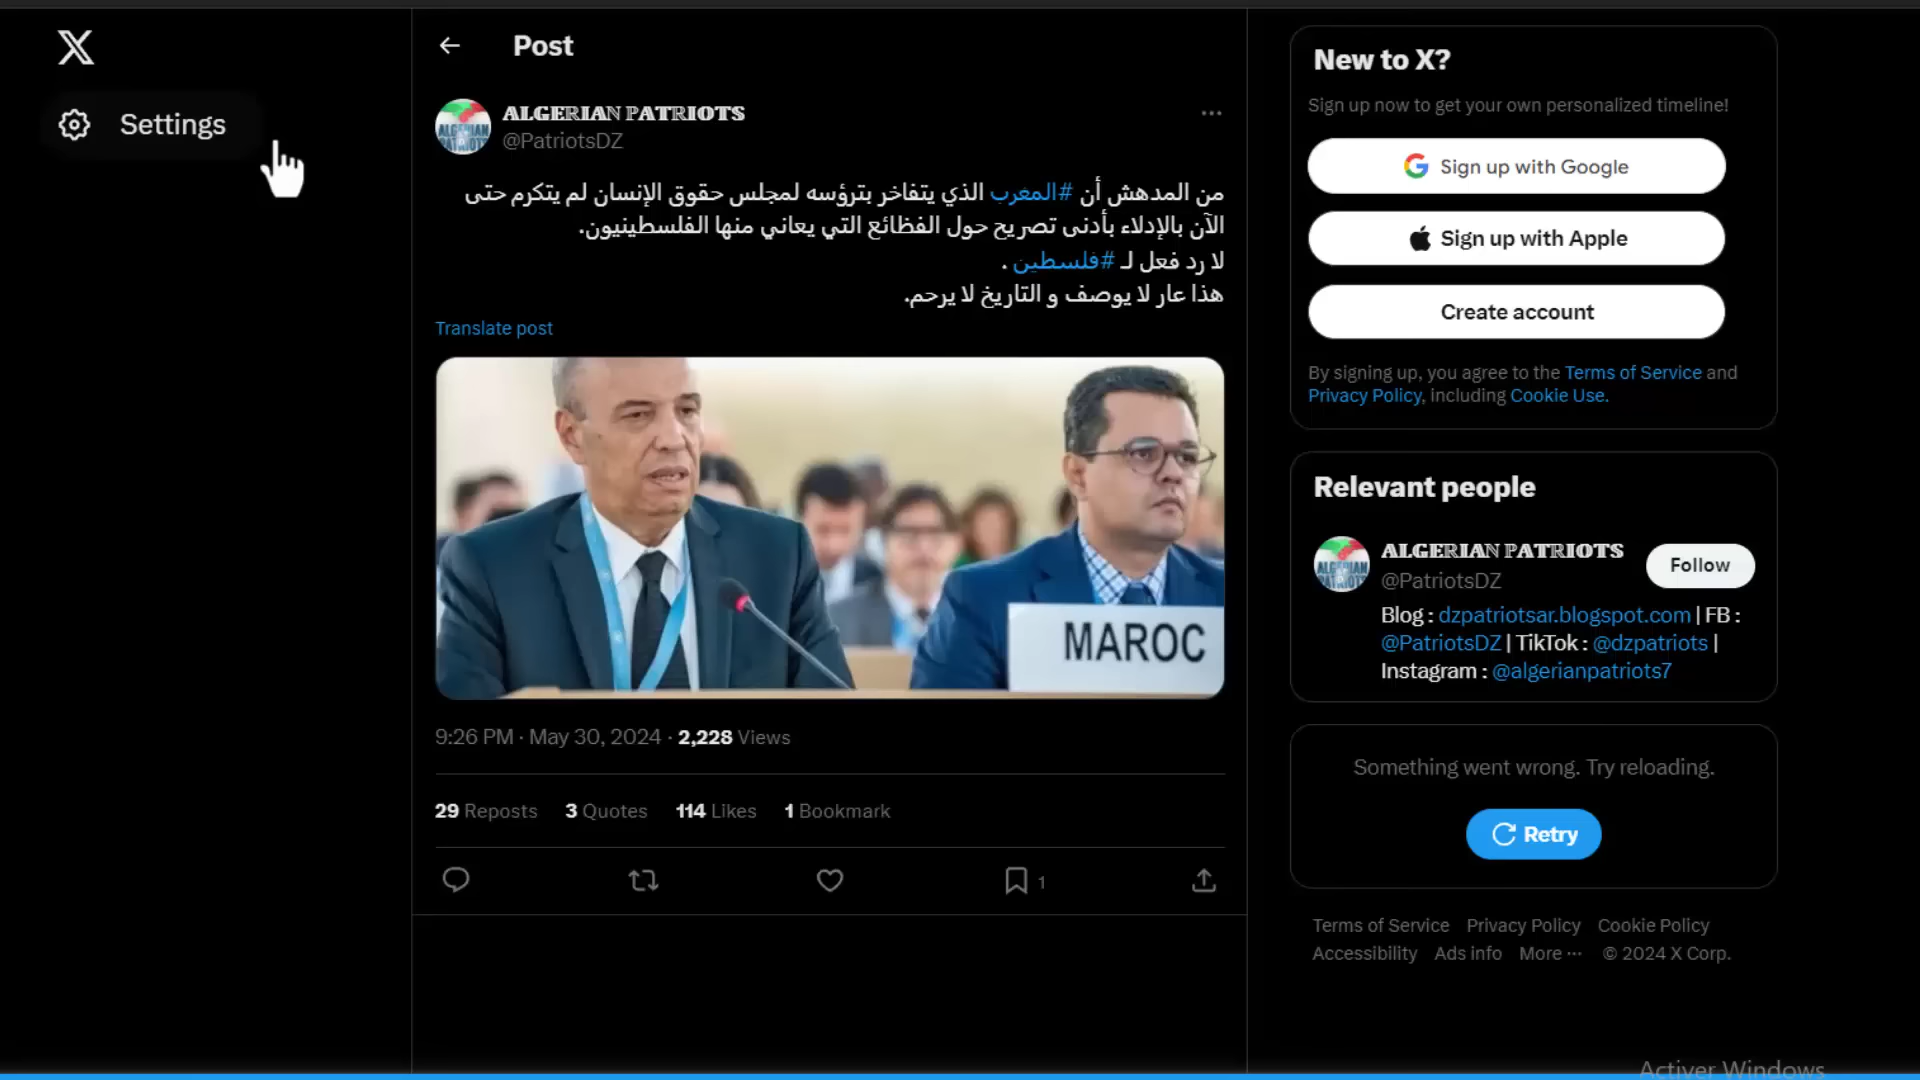 Settings
Post
ALGERIAN PATRIOTS
@PatriotsDZ
من المدهش أن #المغرب الذي يتفاخر بترؤسه لمجلس حقوق الإنسان لم يتكرم حتى
الآن بالإدلاء بأدنى تصريح حول الفظائع التي يعاني منها الفلسطينيون.
لا رد فعل لـ #فلسطين .
هذا عار لا يوصف و التاريخ لا يرحم.
Translate post
MAROC
9:26 PM · May 30, 2024 · 2,228 Views
29 Reposts 3 Quotes 114 Likes 1 Bookmark
1
New to X?
Sign up now to get your own personalized timeline!
Sign up with Google
Sign up with Apple
Create account
By signing up, you agree to the Terms of Service and
Privacy Policy, including Cookie Use.
Relevant people
ALGERIAN PATRIOTS
@PatriotsDZ
Follow
Blog : dzpatriotsar.blogspot.com | FB :
@PatriotsDZ | TikTok : @dzpatriots |
Instagram : @algerianpatriots7
Something went wrong. Try reloading.
Retry
Terms of Service Privacy Policy Cookie Policy
Accessibility Ads info More ··· © 2024 X Corp.
Activer Windows